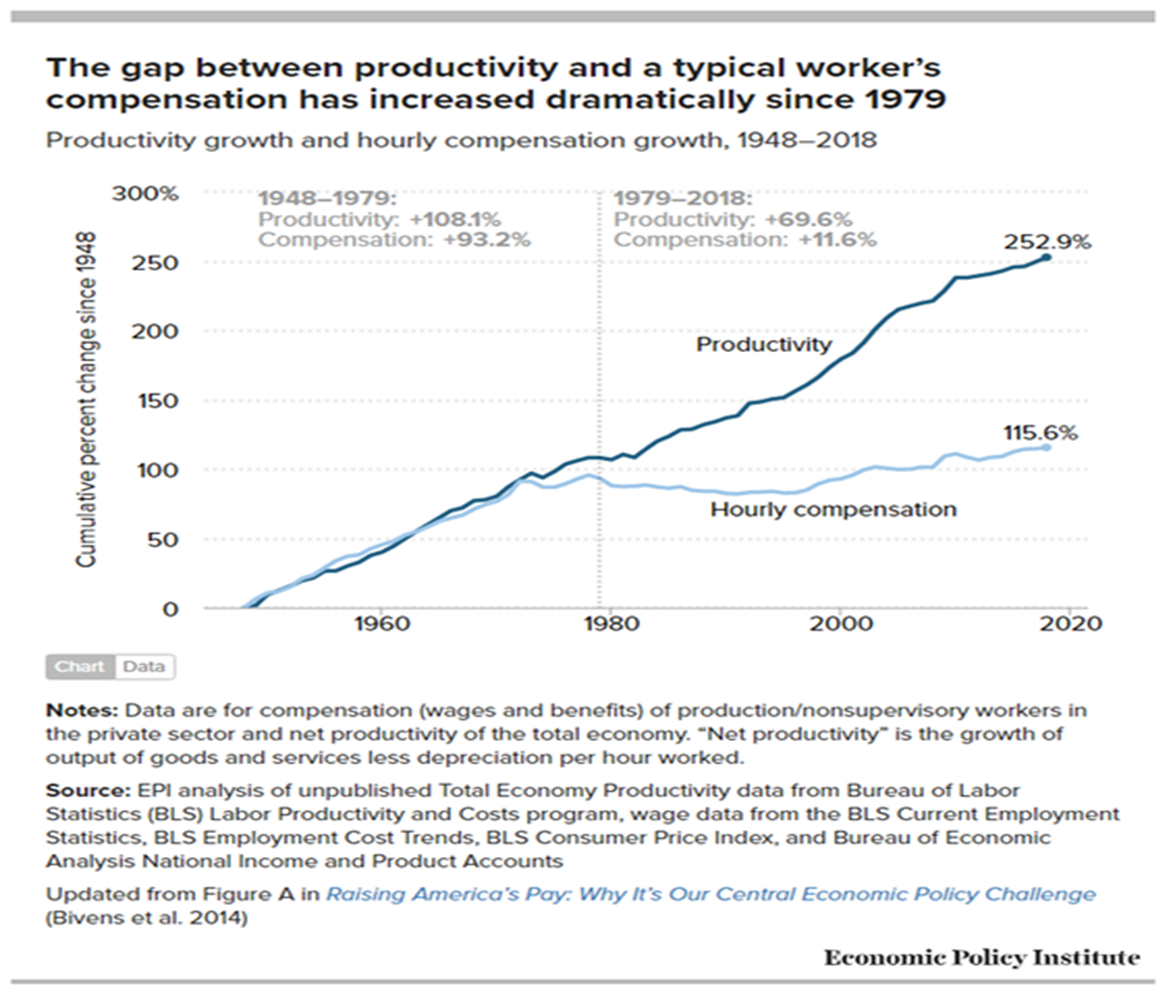 The gap between productivity and a typical worker's
compensation has increased dramatically since 1979
Productivity growth and hourly compensation growth, 1948–2018
Cumulative percent change since 1948
300%
250
200
150
100
50
0
1948–1979:
Productivity: +108.1%
Compensation: +93.2%
1979–2018:
Productivity: +69.6%
Compensation: +11.6%
252.9%
Productivity
115.6%
Hourly compensation
1960
1980
2000
2020
Chart
Data
Notes: Data are for compensation (wages and benefits) of production/nonsupervisory workers in
the private sector and net productivity of the total economy. “Net productivity” is the growth of
output of goods and services less depreciation per hour worked.
Source: EPI analysis of unpublished Total Economy Productivity data from Bureau of Labor
Statistics (BLS) Labor Productivity and Costs program, wage data from the BLS Current Employment
Statistics, BLS Employment Cost Trends, BLS Consumer Price Index, and Bureau of Economic
Analysis National Income and Product Accounts
Updated from Figure A in Raising America's Pay: Why It's Our Central Economic Policy Challenge
(Bivens et al. 2014)
Economic Policy Institute